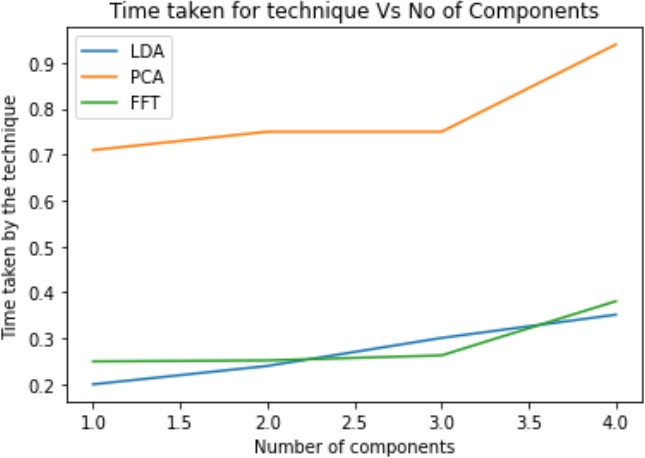 Time taken for technique Vs No of Components
LDA
PCA
FFT
Time taken by the technique
0.9
0.8
0.7
0.6
0.5
0.4
0.3
0.2
1.0 1.5 2.0 2.5 3.0 3.5 4.0
Number of components